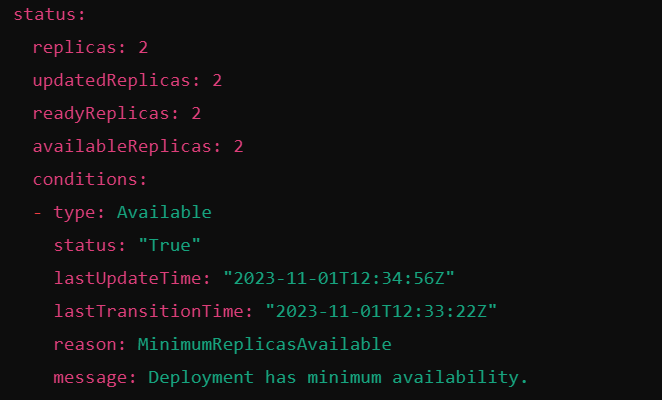 status:
  replicas: 2
  updatedReplicas: 2
  readyReplicas: 2
  availableReplicas: 2
  conditions:
  - type: Available
    status: "True"
    lastUpdateTime: "2023-11-01T12:34:56Z"
    lastTransitionTime: "2023-11-01T12:33:22Z"
    reason: MinimumReplicasAvailable
    message: Deployment has minimum availability.